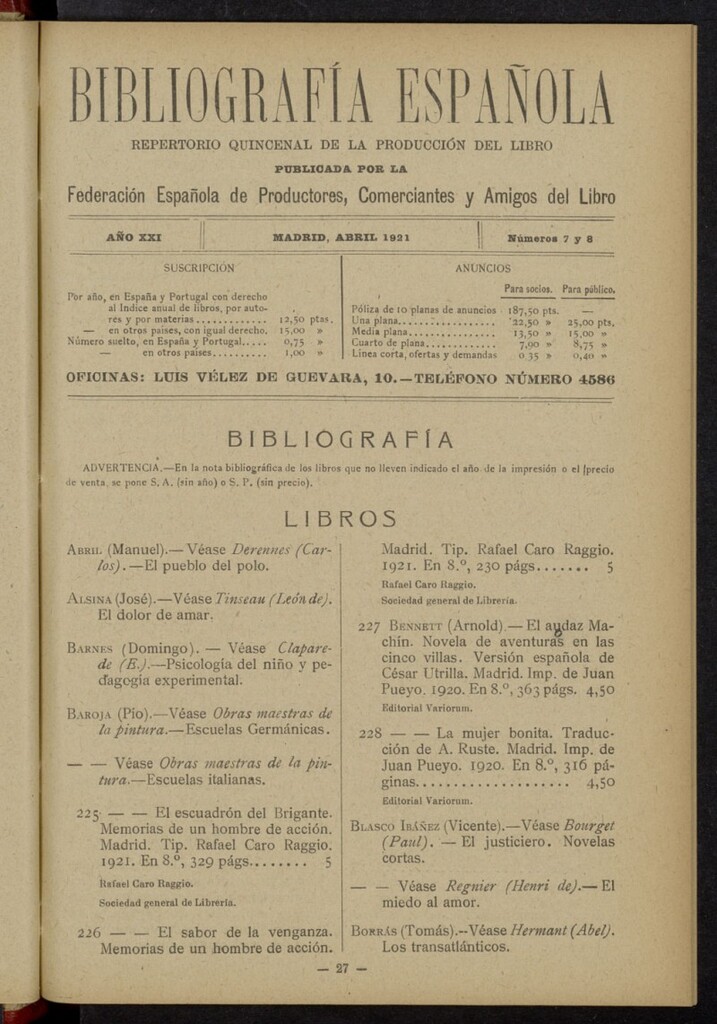 BIBLIOGRAFÍA ESPAÑOLA
REPERTORIO QUINCENAL DE LA PRODUCCIÓN DEL LIBRO
PUBLICADA POR LA
Federación Española de Productores, Comerciantes y Amigos del Libro
AÑO XXI
MADRID, ABRIL 1921
Números 7 y 8
SUSCRIPCIÓN
Por año, en España y Portugal con derecho
al Indice anual de libros, por auto-
res y por materias............ 12,50 ptas.
— en otros países, con igual derecho. 15,00 »
Número suelto, en España y Portugal..... 0,75 »
— en otros países.......... 1,00 »
ANUNCIOS
Para socios. Para público.
Póliza de 10 planas de anuncios 187,50 pts. —
Una plana................. 22,50 » 25,00 pts.
Media plana............... 13,50 » 15,00 »
Cuarto de plana............. 7,90 » 8,75 »
Línea corta, ofertas y demandas 0 35 » 0,40 »
OFICINAS: LUIS VÉLEZ DE GUEVARA, 10.—TELÉFONO NÚMERO 4586
BIBLIOGRAFÍA
ADVERTENCIA.—En la nota bibliográfica de los libros que no lleven indicado el año de la impresión o el precio
de venta, se pone S. A. (sin año) o S. P. (sin precio).
LIBROS
ABRIL (Manuel).—Véase Derennes (Car-
los).—El pueblo del polo.
ALSINA (José).—Véase Tinseau (León de).
El dolor de amar.
BARNES (Domingo). — Véase Clapare-
de (E.).—Psicología del niño y pe-
dagogía experimental.
BAROJA (Pío).—Véase Obras maestras de
la pintura.—Escuelas Germánicas.
— — Véase Obras maestras de la pin-
tura.—Escuelas italianas.
225 — — El escuadrón del Brigante.
Memorias de un hombre de acción.
Madrid. Tip. Rafael Caro Raggio.
1921. En 8.º, 329 págs........ 5
Rafael Caro Raggio.
Sociedad general de Librería.
226 — — El sabor de la venganza.
Memorias de un hombre de acción.
Madrid. Tip. Rafael Caro Raggio.
1921. En 8.º, 230 págs....... 5
Rafael Caro Raggio.
Sociedad general de Librería.
227 BENNETT (Arnold).—El audaz Ma-
chín. Novela de aventuras en las
cinco villas. Versión española de
César Utrilla. Madrid. Imp. de Juan
Pueyo. 1920. En 8.º, 363 págs. 4,50
Editorial Variorum.
228 — — La mujer bonita. Traduc-
ción de A. Ruste. Madrid. Imp. de
Juan Pueyo. 1920. En 8.º, 316 pá-
ginas.................... 4,50
Editorial Variorum.
BLASCO IBÁÑEZ (Vicente).—Véase Bourget
(Paul). — El justiciero. Novelas
cortas.
— — Véase Regnier (Henri de).—El
miedo al amor.
BORRÁS (Tomás).—Véase Hermant (Abel).
Los transatlánticos.
— 27 —